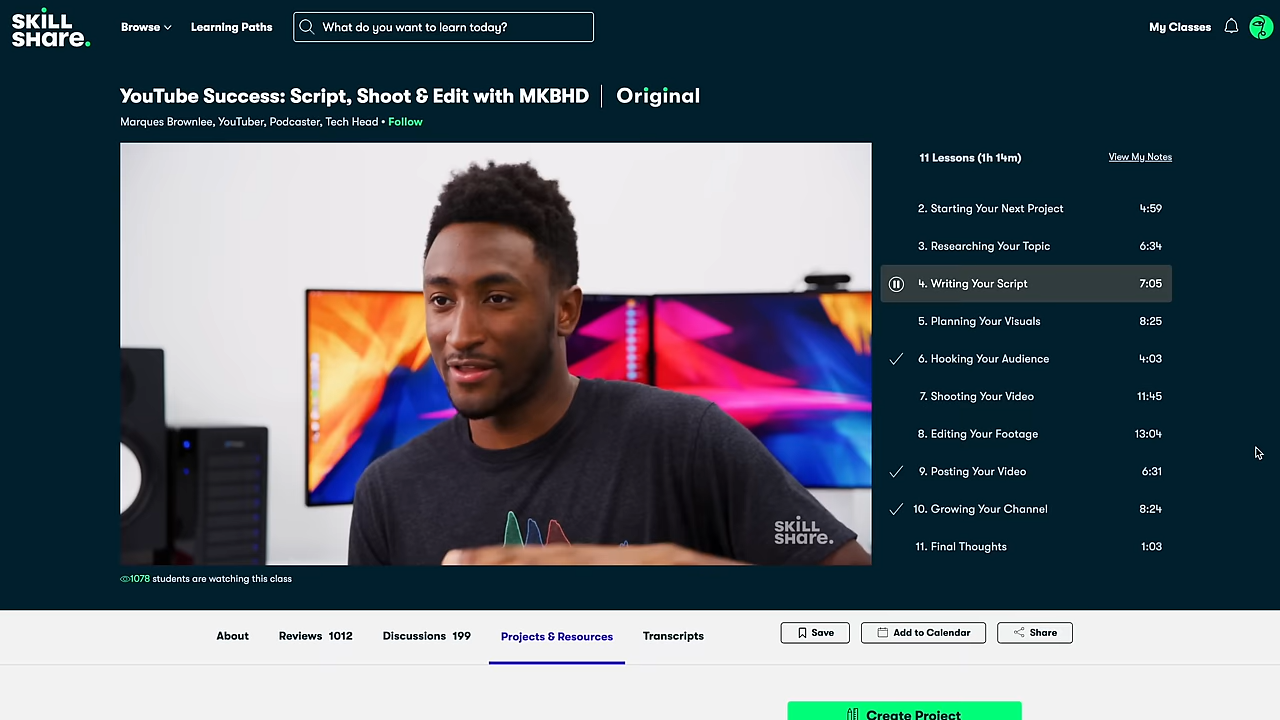 SKiLL
SHare.
Browse
Learning Paths
What do you want to learn today?
My Classes
YouTube Success: Script, Shoot & Edit with MKBHD | Original
Marques Brownlee, YouTuber, Podcaster, Tech Head • Follow
11 Lessons (1h 14m)
View My Notes
2. Starting Your Next Project 4:59
3. Researching Your Topic 6:34
4. Writing Your Script 7:05
5. Planning Your Visuals 8:25
6. Hooking Your Audience 4:03
7. Shooting Your Video 11:45
8. Editing Your Footage 13:04
9. Posting Your Video 6:31
10. Growing Your Channel 8:24
11. Final Thoughts 1:03
SKiLL
SHare.
1078 students are watching this class
About
Reviews 1012
Discussions 199
Projects & Resources
Transcripts
Save
Add to Calendar
Share
Create Project